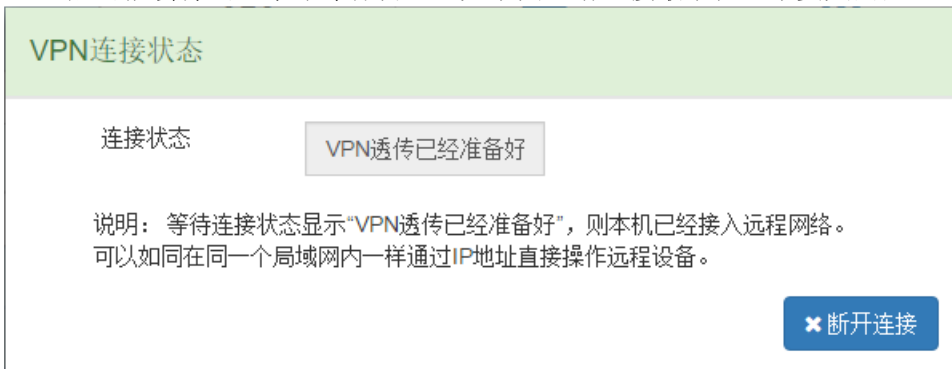 VPN连接状态
连接状态
VPN透传已经准备好
说明： 等待连接状态显示“VPN透传已经准备好”，则本机已经接入远程网络。
可以如同在同一个局域网内一样通过IP地址直接操作远程设备。
✖断开连接